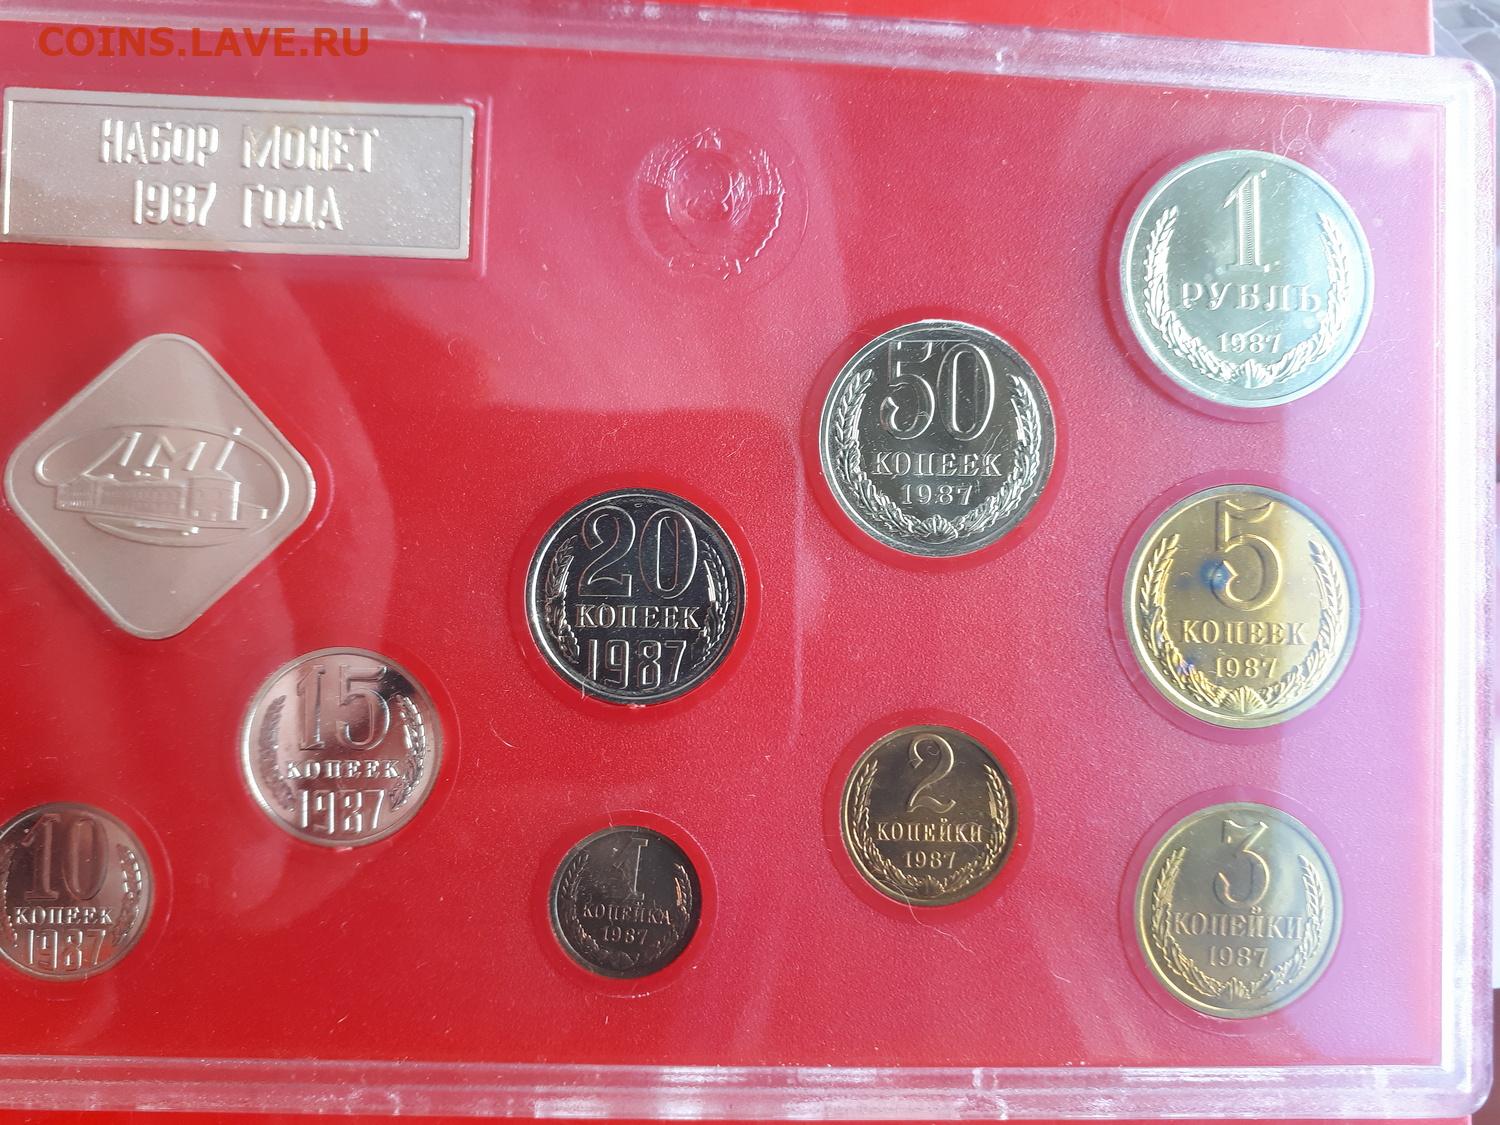 COINS.LAVE.RU
НАБОР МОНЕТ
1987 ГОДА
ЛМД
1
РУБЛЬ
1987
50
КОПЕЕК
1987
20
КОПЕЕК
1987
5
КОПЕЕК
1987
15
КОПЕЕК
1987
2
КОПЕЙКИ
1987
10
КОПЕЕК
1987
1
КОПЕЙКА
1987
3
КОПЕЙКИ
1987